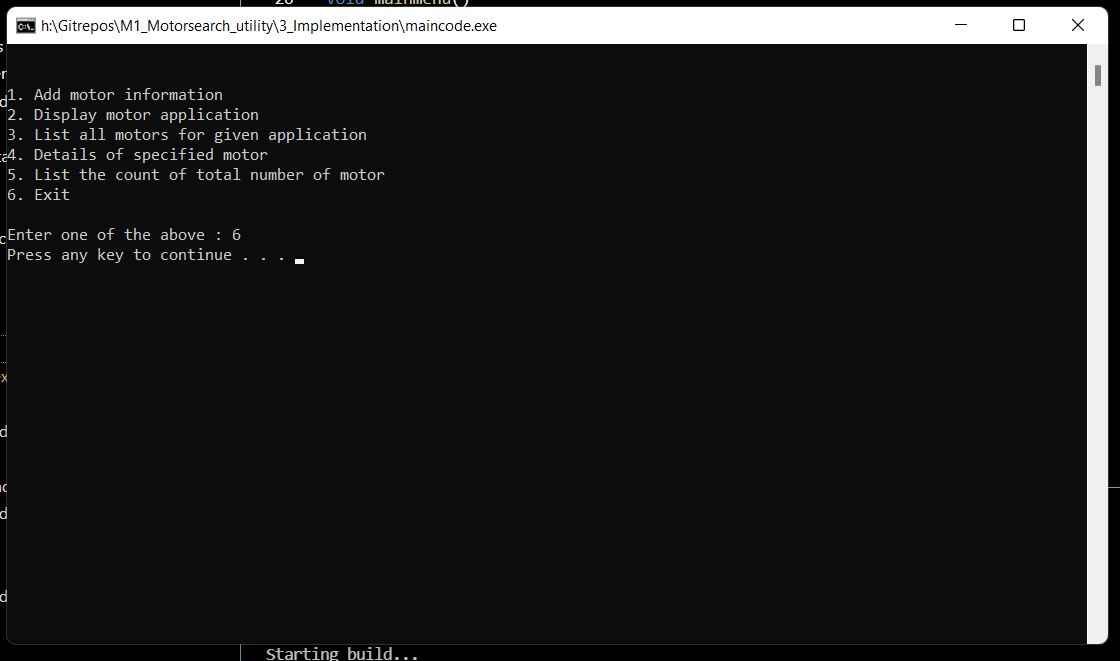 void mainmenu()
h:\Gitrepos\M1_Motorsearch_utility\3_Implementation\maincode.exe
1. Add motor information
2. Display motor application
3. List all motors for given application
4. Details of specified motor
5. List the count of total number of motor
6. Exit
Enter one of the above : 6
Press any key to continue . . .
Starting build...